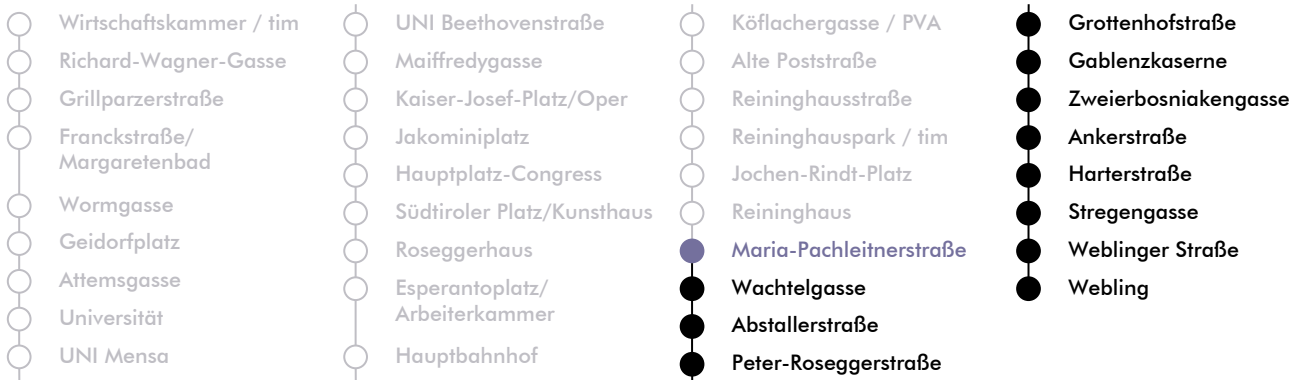 Wirtschaftskammer / tim
Richard-Wagner-Gasse
Grillparzerstraße
Franckstraße/
Margaretenbad
Wormgasse
Geidorfplatz
Attemsgasse
Universität
UNI Mensa
UNI Beethovenstraße
Maiffredygasse
Kaiser-Josef-Platz/Oper
Jakominiplatz
Hauptplatz-Congress
Südtiroler Platz/Kunsthaus
Roseggerhaus
Esperantoplatz/
Arbeiterkammer
Hauptbahnhof
Köflachergasse / PVA
Alte Poststraße
Reininghausstraße
Reininghauspark / tim
Jochen-Rindt-Platz
Reininghaus
Maria-Pachleitnerstraße
Wachtelgasse
Abstallerstraße
Peter-Roseggerstraße
Grottenhofstraße
Gablenzkaserne
Zweierbosniakengasse
Ankerstraße
Harterstraße
Stregengasse
Weblinger Straße
Webling